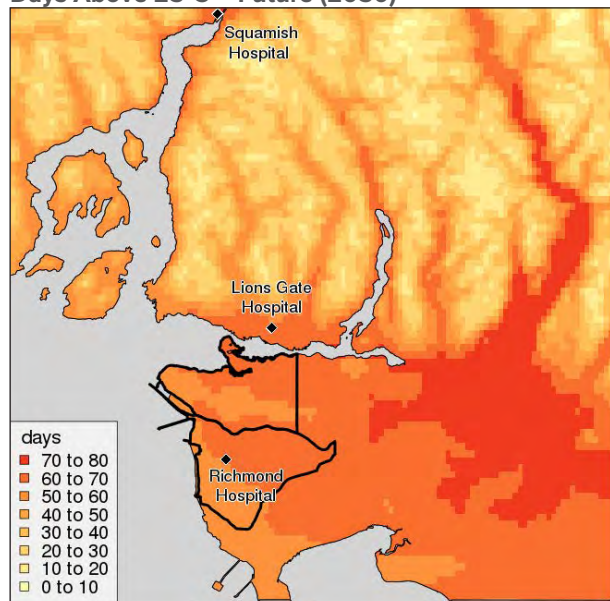 Squamish
Hospital
Lions Gate
Hospital
Richmond
Hospital
days
70 to 80
60 to 70
50 to 60
40 to 50
30 to 40
20 to 30
10 to 20
0 to 10